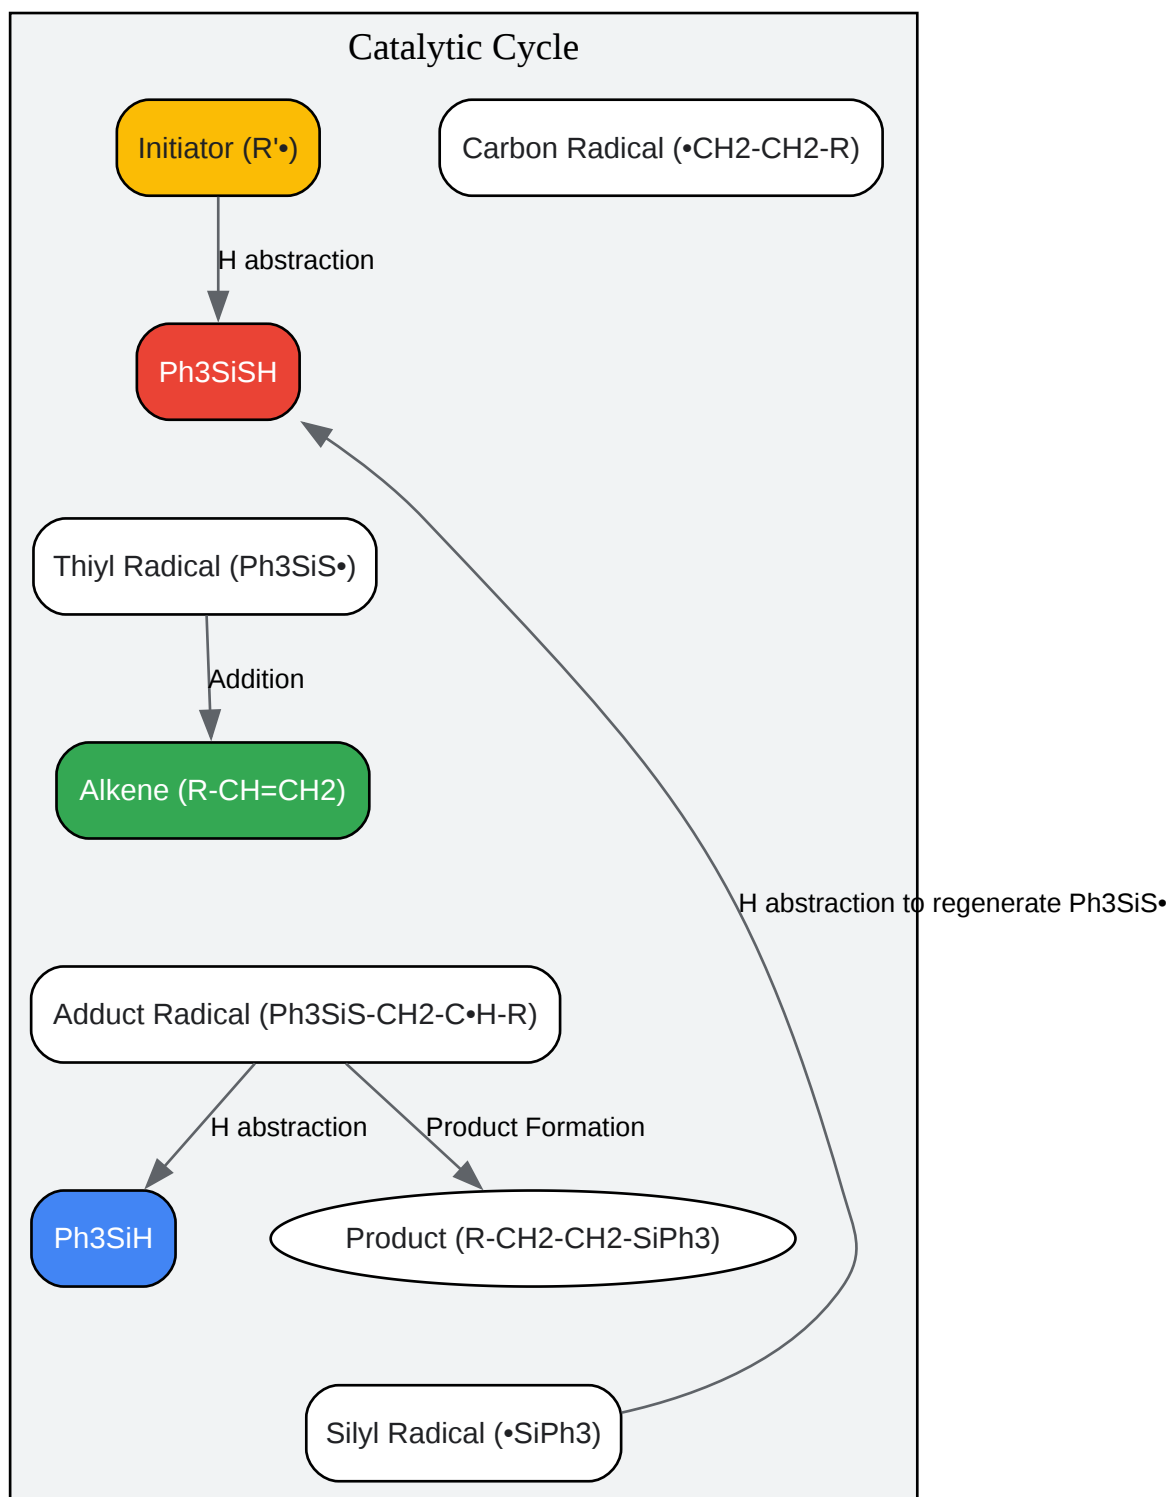 Catalytic Cycle
Initiator (R'•)
Carbon Radical (•CH2-CH2-R)
H abstraction
Ph3SiSH
Thiyl Radical (Ph3SiS•)
Addition
Alkene (R-CH=CH2)
H abstraction to regenerate Ph3SiS•
Adduct Radical (Ph3SiS-CH2-C•H-R)
H abstraction
Product Formation
Ph3SiH
Product (R-CH2-CH2-SiPh3)
Silyl Radical (•SiPh3)